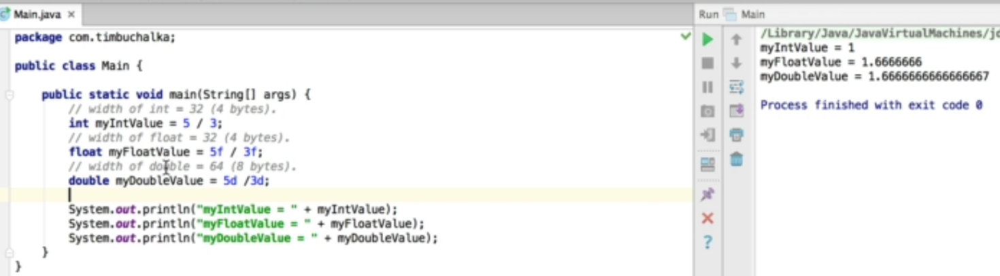 Main.java
package com.timbuchalka;
public class Main {
public static void main(String[] args) {
// width of int = 32 (4 bytes).
int myIntValue = 5 / 3;
// width of float = 32 (4 bytes).
float myFloatValue = 5f / 3f;
// width of double = 64 (8 bytes).
double myDoubleValue = 5d /3d;
System.out.println("myIntValue = " + myIntValue);
System.out.println("myFloatValue = " + myFloatValue);
System.out.println("myDoubleValue = " + myDoubleValue);
}
}
Run Main
/Library/Java/JavaVirtualMachines/jd
myIntValue = 1
myFloatValue = 1.6666666
myDoubleValue = 1.6666666666666667
Process finished with exit code 0